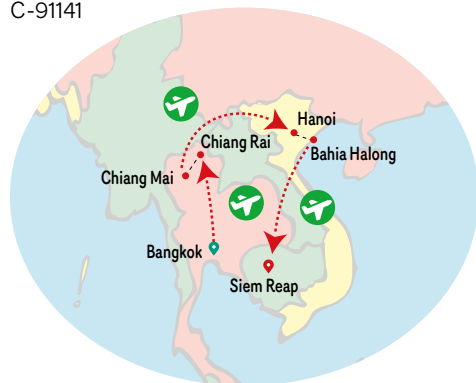 C-91141
Hanoi
Chiang Rai
Bahia Halong
Chiang Mai
Bangkok
Siem Reap